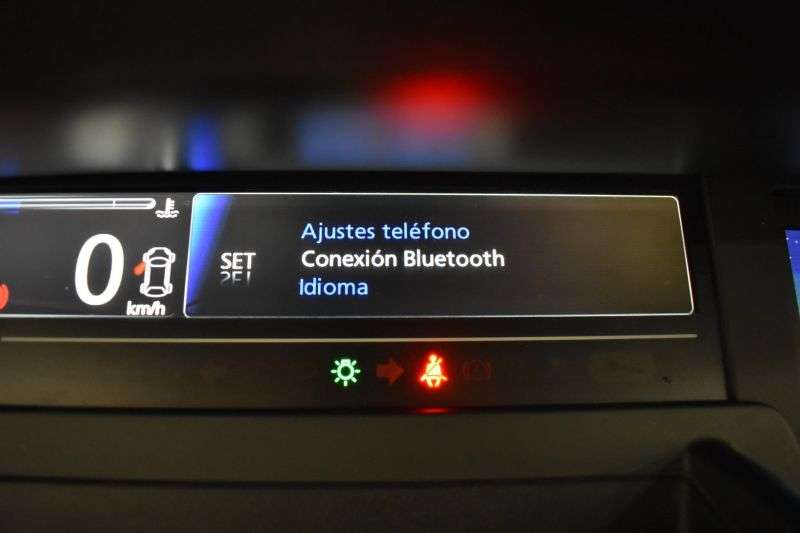 Ajustes teléfono
0
SET
Conexión Bluetooth
Idioma
km/h